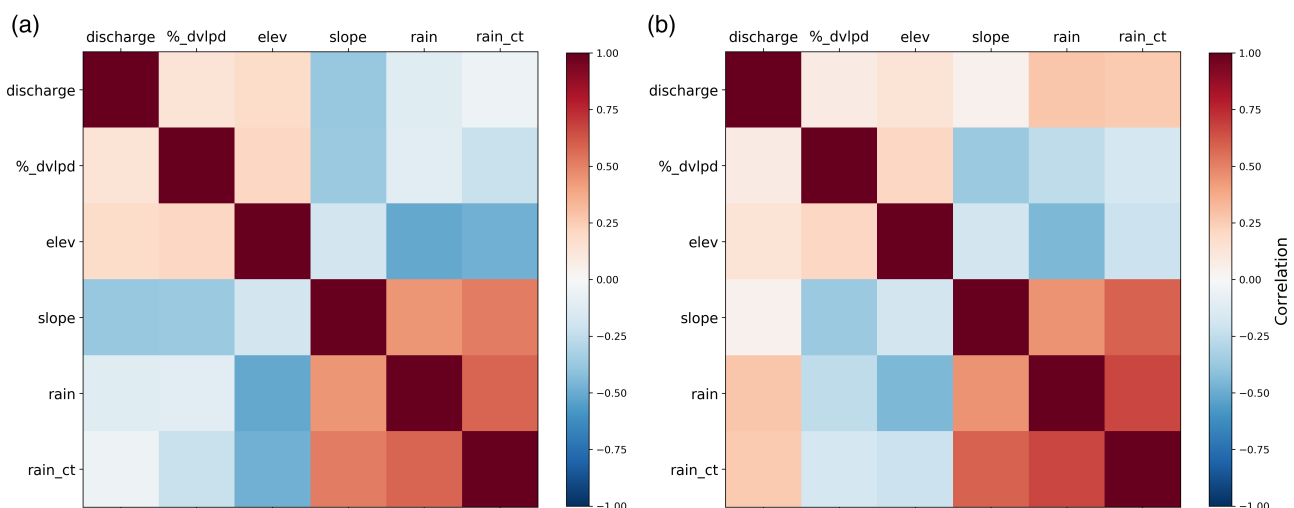 (a)
discharge %_dvlpd elev slope rain rain_ct
discharge
%_dvlpd
elev
slope
rain
rain_ct
1.00
0.75
0.50
0.25
0.00
−0.25
−0.50
−0.75
−1.00
(b)
discharge %_dvlpd elev slope rain rain_ct
discharge
%_dvlpd
elev
slope
rain
rain_ct
1.00
0.75
0.50
0.25
0.00
−0.25
−0.50
−0.75
−1.00
Correlation